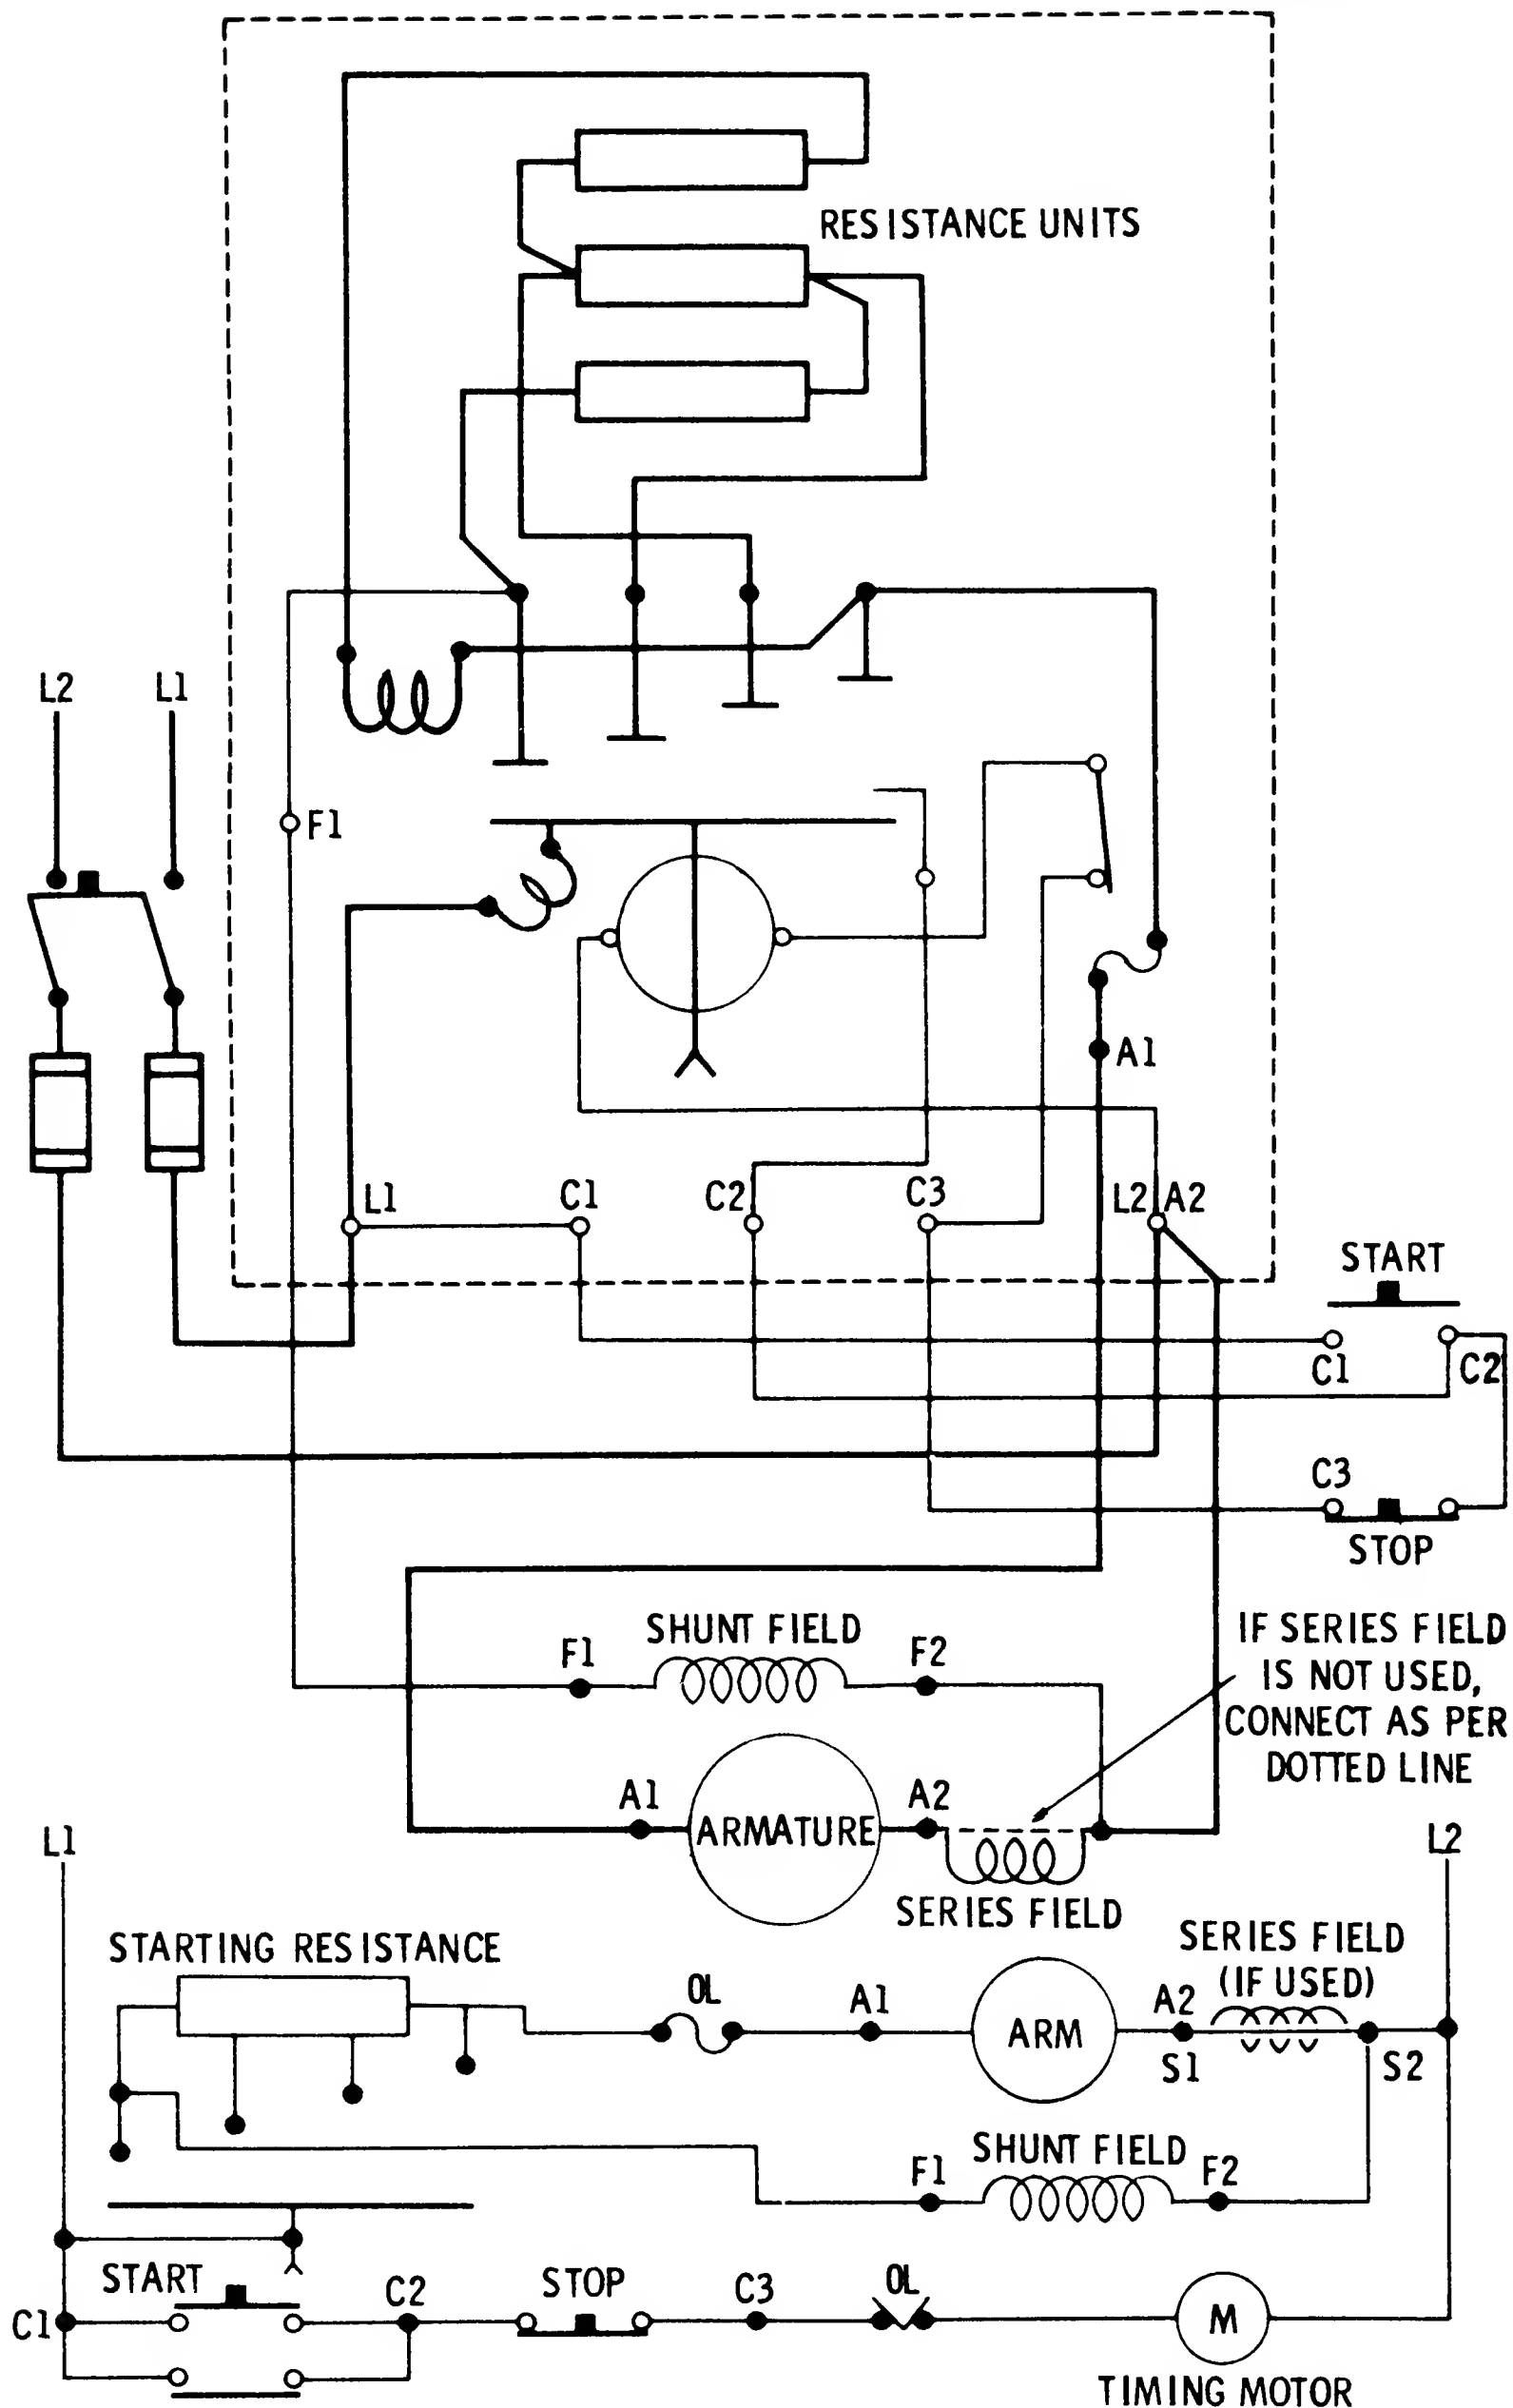 RESISTANCE UNITS
L2
L1
F1
A1
L1
C1
C2
C3
L2
A2
START
C1
C2
C3
STOP
SHUNT FIELD
F1
F2
IF SERIES FIELD
IS NOT USED,
CONNECT AS PER
DOTTED LINE
A1
ARMATURE
A2
SERIES FIELD
L1
L2
STARTING RESISTANCE
OL
A1
ARM
A2
S1
SERIES FIELD
(IF USED)
S2
SHUNT FIELD
F1
F2
START
C1
C2
STOP
C3
OL
M
TIMING MOTOR